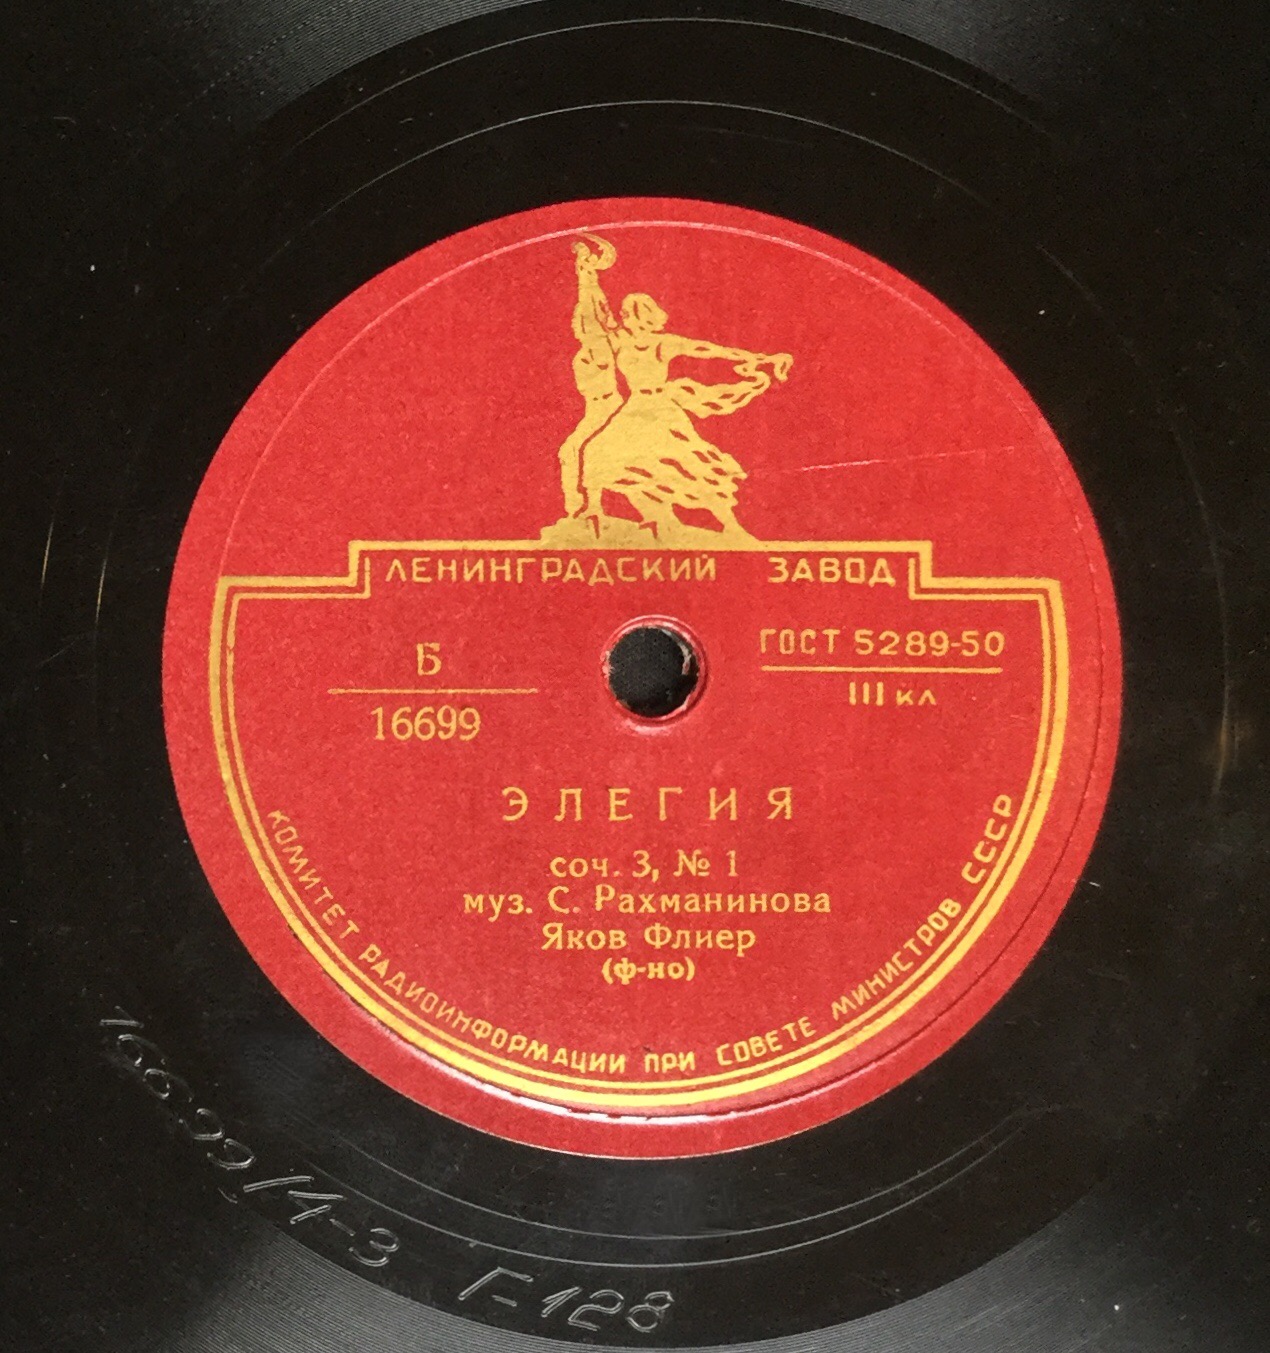 ЛЕНИНГРАДСКИЙ ЗАВОД
Б
16699
ГОСТ 5289-50
III КЛ
ЭЛЕГИЯ
соч. 3, № 1
муз. С. Рахманинова
Яков Флиер
(ф-но)
КОМИТЕТ РАДИОИНФОРМАЦИИ ПРИ СОВЕТЕ МИНИСТРОВ СССР
16699/4-3 Г-128